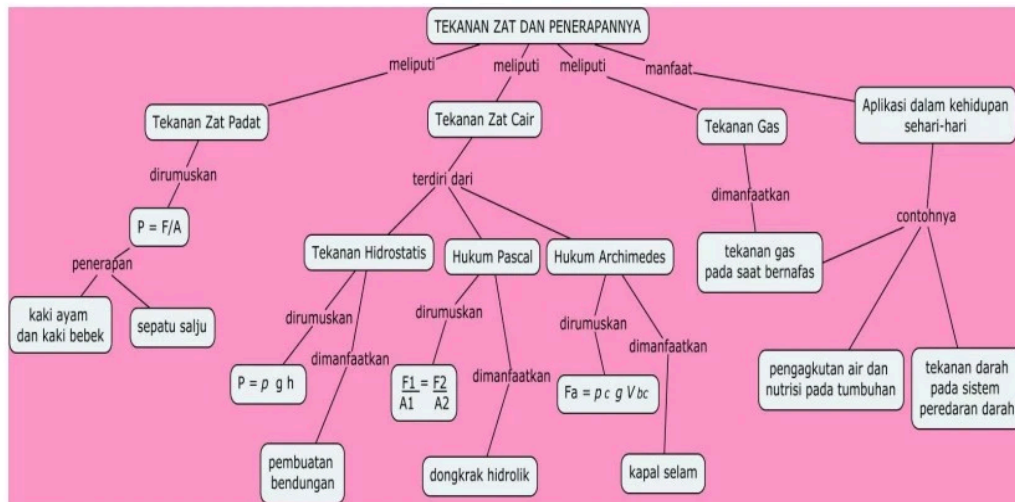 TEKANAN ZAT DAN PENERAPANNYA
meliputi
meliputi
meliputi
manfaat
Tekanan Zat Padat
Tekanan Zat Cair
Tekanan Gas
Aplikasi dalam kehidupan
sehari-hari
dirumuskan
terdiri dari
dimanfaatkan
contohnya
P = F/A
penerapan
kaki ayam
dan kaki bebek
sepatu salju
Tekanan Hidrostatis
Hukum Pascal
Hukum Archimedes
tekanan gas
pada saat bernafas
dirumuskan
dimanfaatkan
dirumuskan
dimanfaatkan
dirumuskan
dimanfaatkan
P = p g h
F1 = F2
A1 A2
Fa = pc g Vbc
pengagkutan air dan
nutrisi pada tumbuhan
tekanan darah
pada sistem
peredaran darah
pembuatan
bendungan
dongkrak hidrolik
kapal selam